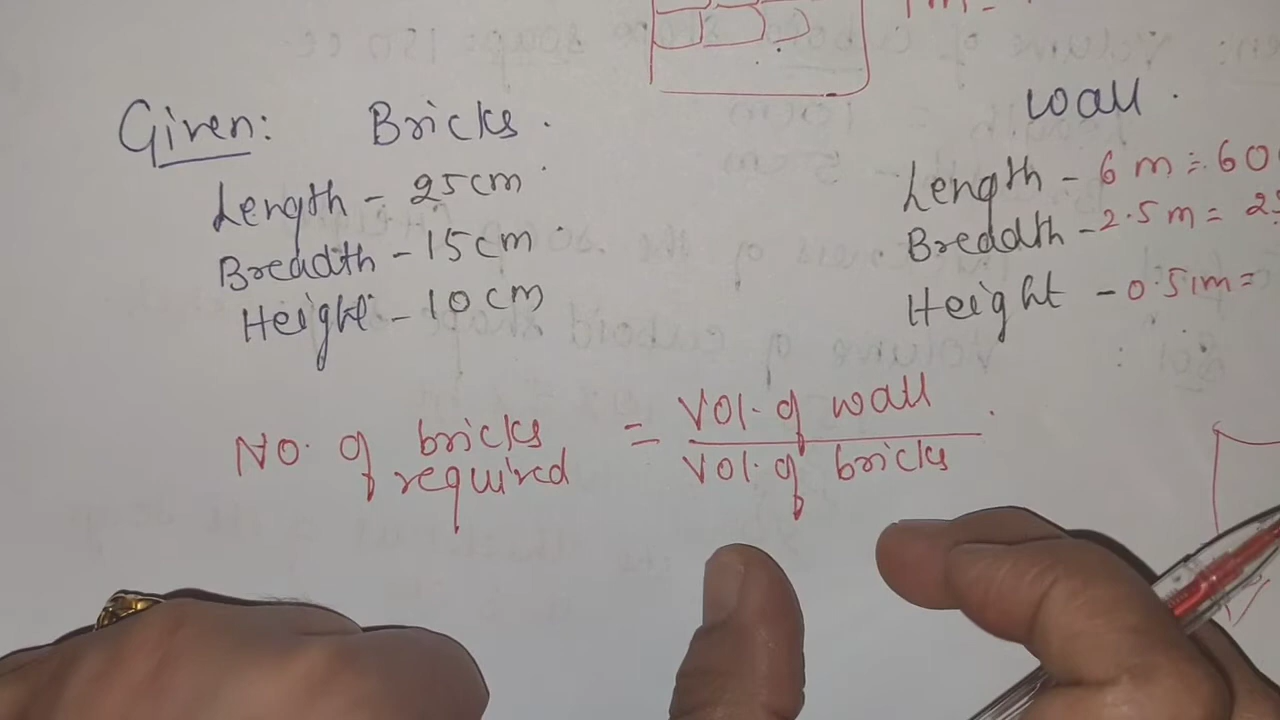 Given: Bricks.
Length - 25cm
Breadth - 15cm
Height - 10cm
Wall.
Length - 6 m = 60
Breadth - 2.5 m = 2
Height - 0.5m =
No. of bricks required = Vol. of wall
Vol. of bricks